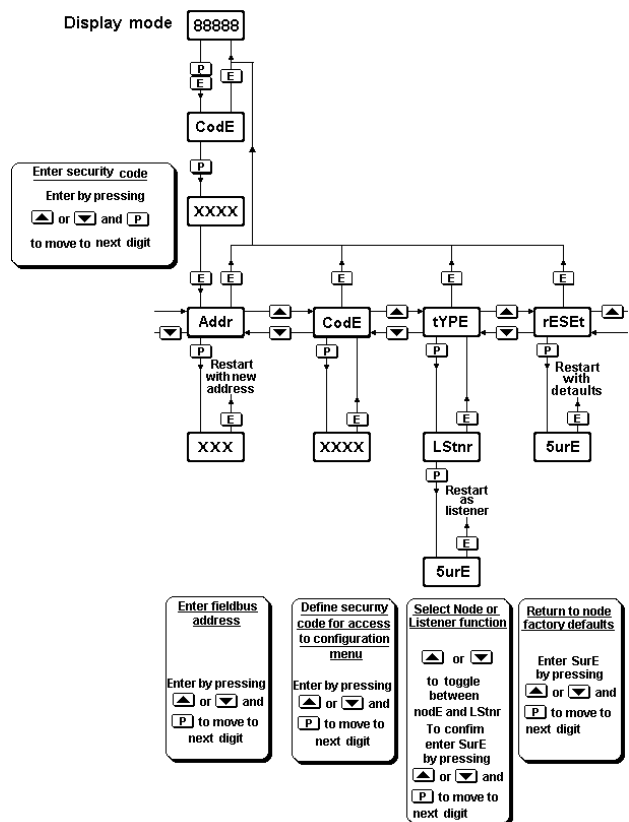 Display mode 88888
P
E E
CodE
P
Enter security code
Enter by pressing
or and P
to move to next digit
XXXX
E E E E E
Addr CodE tYPE rESEt
P P P P
Restart
with new
address
Restart
with
detaults
E E E E
XXX XXXX LStnr 5urE
P
Restart
as
listener
E
5urE
Enter fieldbus
address
Enter by pressing
or and
P to move to
next digit
Define security
code for access
to configuration
menu
Enter by pressing
or and
P to move to
next digit
Select Node or
Listener function
or
to toggle
between
nodE and LStnr
To confirm
enter SurE
by pressing
or and
P to move to
next digit
Return to node
factory defaults
Enter SurE
by pressing
or and
P to move to
next digit